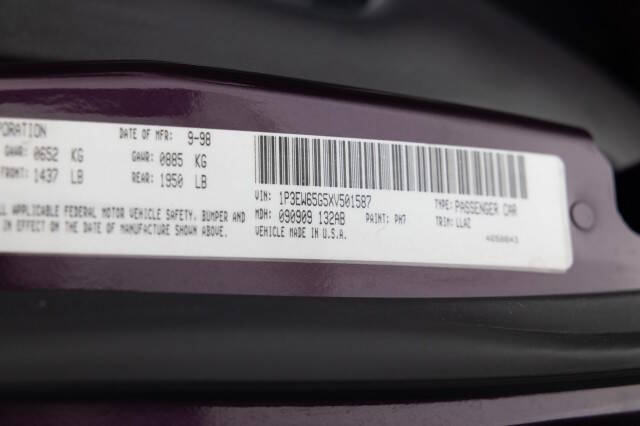 PORATION DATE OF MFR: 9-98
GAWR: 0652 KG GAWR: 0885 KG
FRONT: 1437 LB REAR: 1950 LB
VIN: 1P3EW65G5XV501587 TYPE: PASSENGER CAR
LL APPLICABLE FEDERAL MOTOR VEHICLE SAFETY, BUMPER AND MDH: 090909 132AB PAINT: PH7 TRIM: LLAZ
IN EFFECT ON THE DATE OF MANUFACTURE SHOWN ABOVE. VEHICLE MADE IN U.S.A.